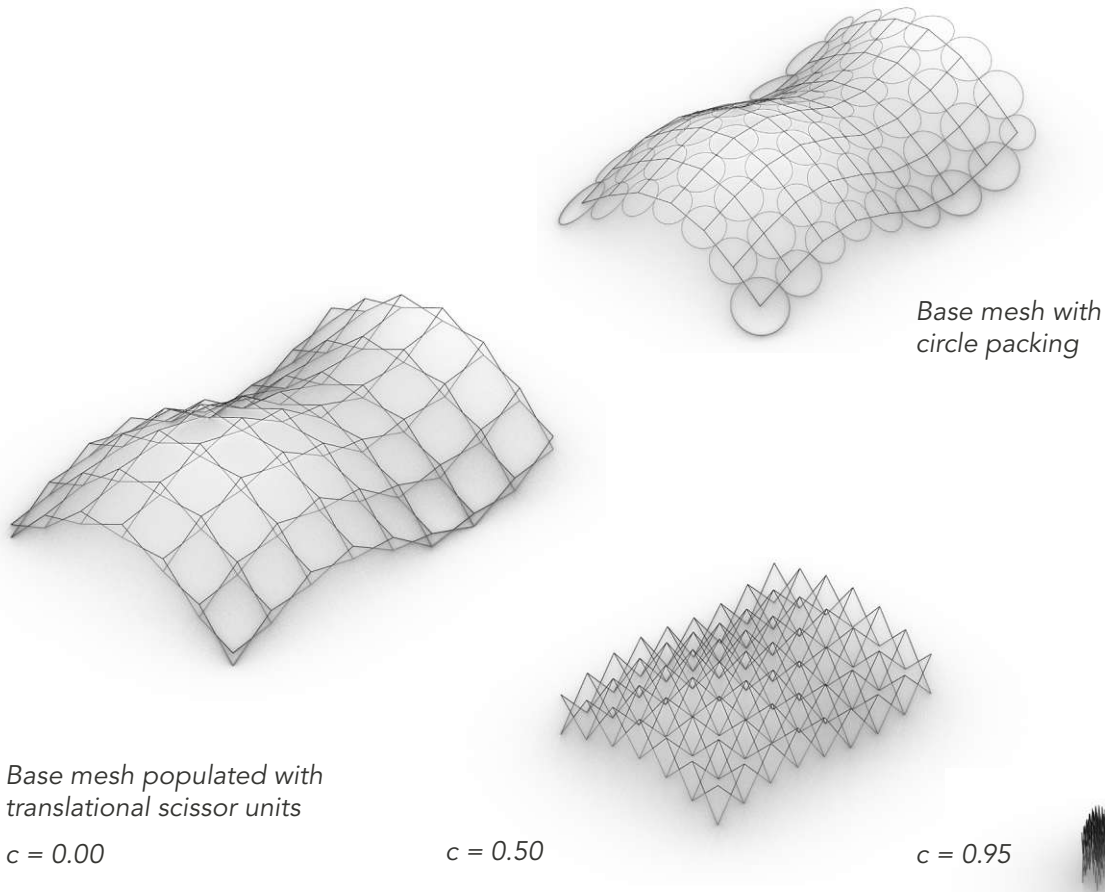 Base mesh with
circle packing
Base mesh populated with
translational scissor units
c = 0.00
c = 0.50
c = 0.95